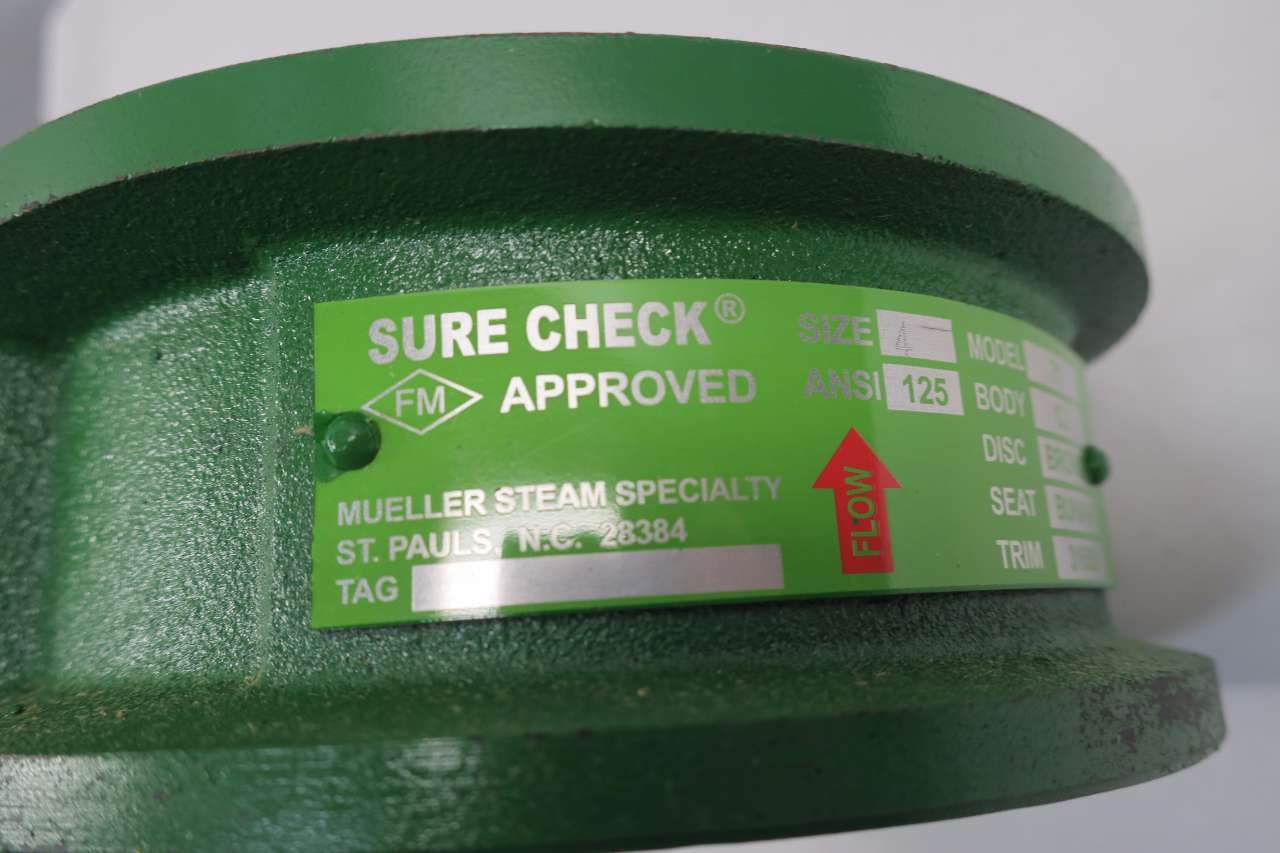 SURE CHECK®
FM APPROVED
MUELLER STEAM SPECIALTY
ST. PAULS, N.C. 28384
TAG
SIZE 4
ANSI 125
FLOW
MODEL
BODY
DISC
SEAT
TRIM